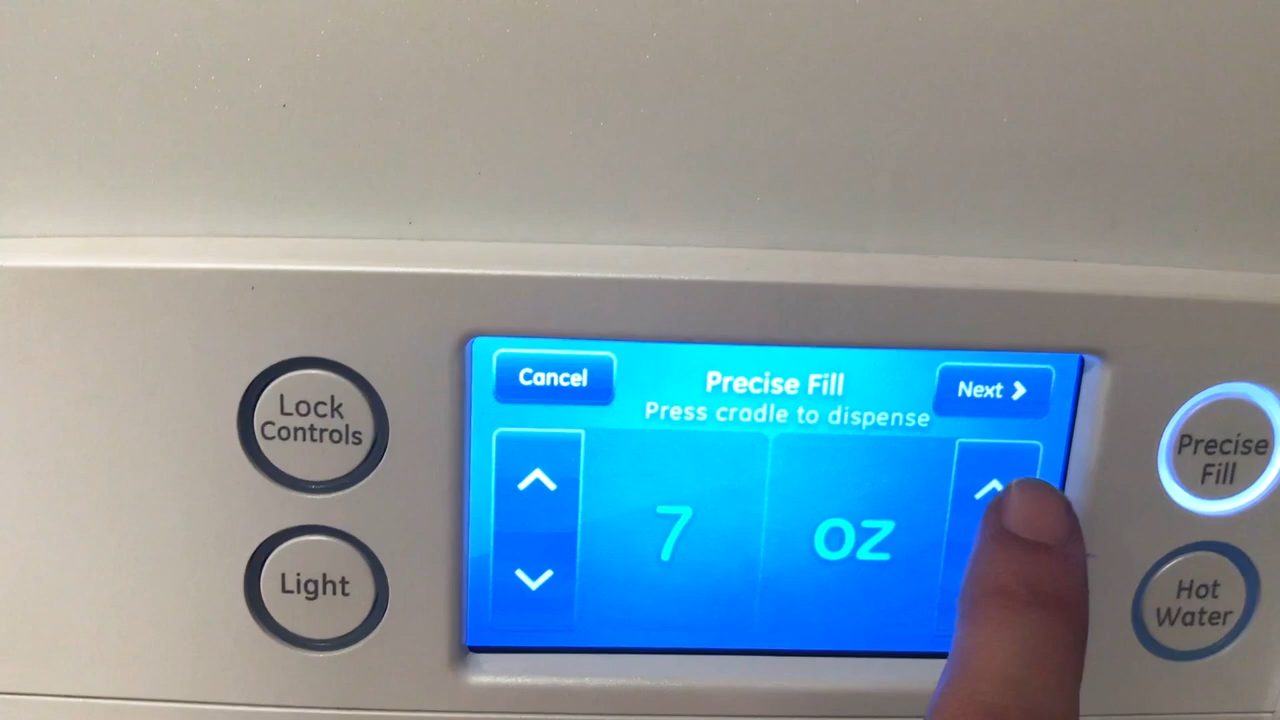 Lock
Controls
Light
Cancel
Precise Fill
Next
Press cradle to dispense
7
oz
Precise
Fill
Hot
Water